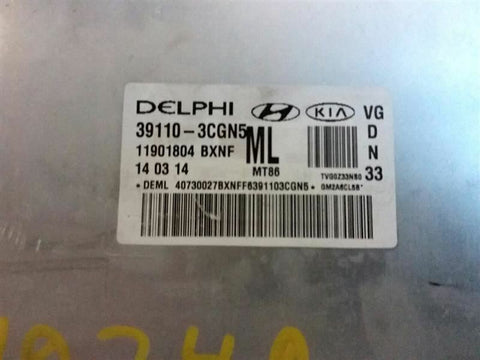 DELPHI KIA VG
39110-3CGN5 ML D
11901804 BXNF N
14 03 14 MT86 33
*DEML 40730027BXNFF6391103CGN5*